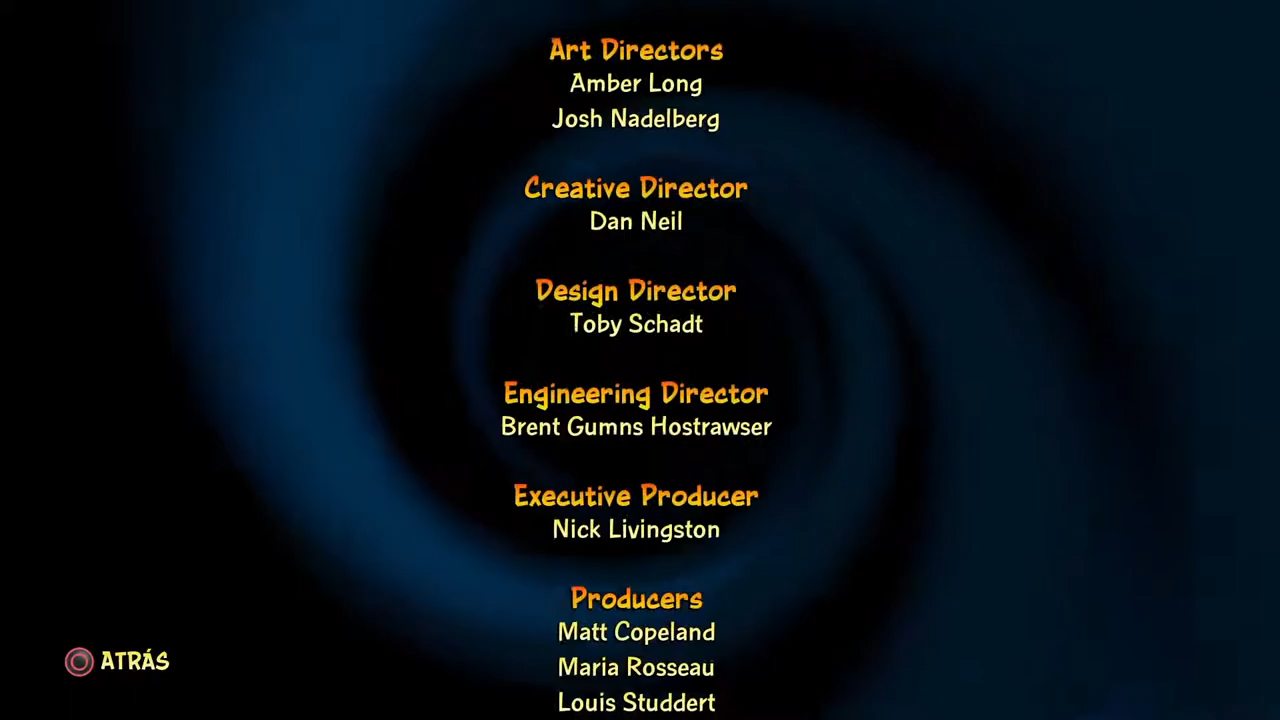 Art Directors
Amber Long
Josh Nadelberg
Creative Director
Dan Neil
Design Director
Toby Schadt
Engineering Director
Brent Gumns Hostrawser
Executive Producer
Nick Livingston
Producers
Matt Copeland
Maria Rosseau
Louis Studdert
ATRÁS